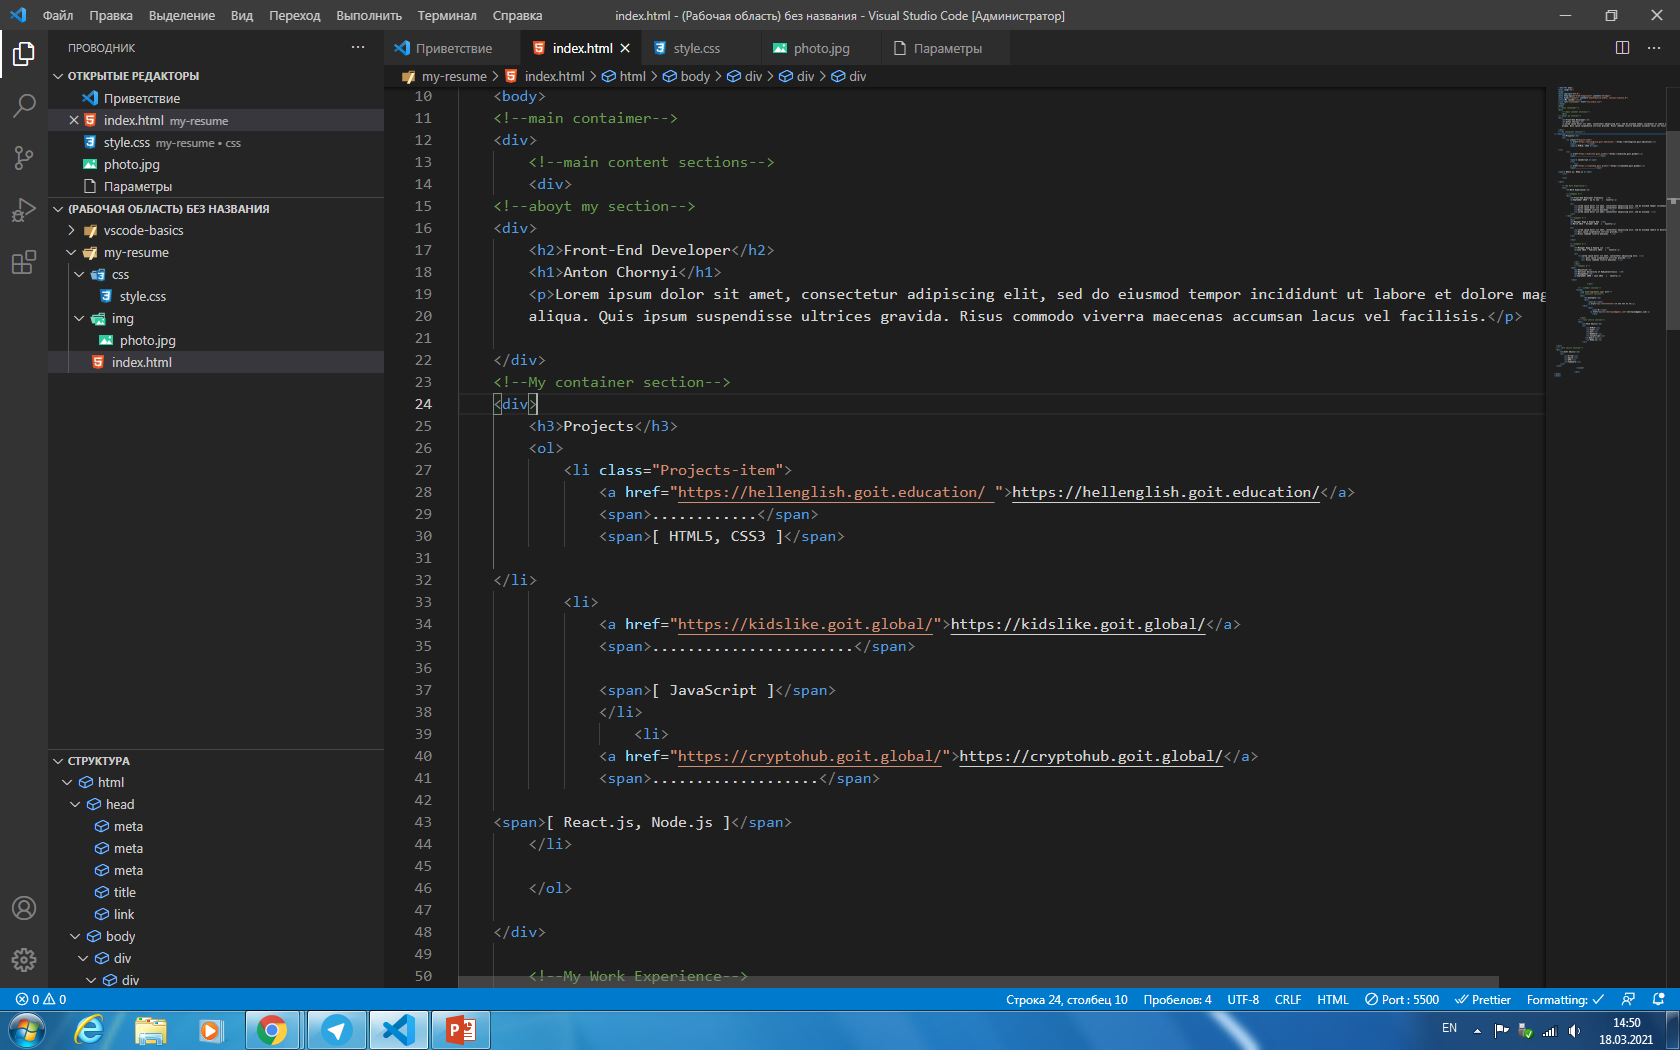 Файл Правка Выделение Вид Переход Выполнить Терминал Справка index.html - (Рабочая область) без названия - Visual Studio Code [Администратор]
ПРОВОДНИК
ОТКРЫТЫЕ РЕДАКТОРЫ
Приветствие
index.html my-resume
style.css my-resume • css
photo.jpg
Параметры
(РАБОЧАЯ ОБЛАСТЬ) БЕЗ НАЗВАНИЯ
vscode-basics
my-resume
css
style.css
img
photo.jpg
index.html
СТРУКТУРА
html
head
meta
meta
meta
title
link
body
div
div
Приветствие index.html style.css photo.jpg Параметры
my-resume > index.html > html > body > div > div > div
10 <body>
11 <!--main contaimer-->
12 <div>
13 <!--main content sections-->
14 <div>
15 <!--aboyt my section-->
16 <div>
17 <h2>Front-End Developer</h2>
18 <h1>Anton Chornyi</h1>
19 <p>Lorem ipsum dolor sit amet, consectetur adipiscing elit, sed do eiusmod tempor incididunt ut labore et dolore mag
20 aliqua. Quis ipsum suspendisse ultrices gravida. Risus commodo viverra maecenas accumsan lacus vel facilisis.</p>
21
22 </div>
23 <!--My container section-->
24 <div>
25 <h3>Projects</h3>
26 <ol>
27 <li class="Projects-item">
28 <a href="https://hellenglish.goit.education/ ">https://hellenglish.goit.education/</a>
29 <span>............</span>
30 <span>[ HTML5, CSS3 ]</span>
31
32 </li>
33 <li>
34 <a href="https://kidslike.goit.global/">https://kidslike.goit.global/</a>
35 <span>.......................</span>
36
37 <span>[ JavaScript ]</span>
38 </li>
39 <li>
40 <a href="https://cryptohub.goit.global/">https://cryptohub.goit.global/</a>
41 <span>...................</span>
42
43 <span>[ React.js, Node.js ]</span>
44 </li>
45
46 </ol>
47
48 </div>
49
50 <!--My Work Experience-->
0 0 Строка 24, столбец 10 Пробелов: 4 UTF-8 CRLF HTML Port : 5500 Prettier Formatting:
EN 14:50
18.03.2021